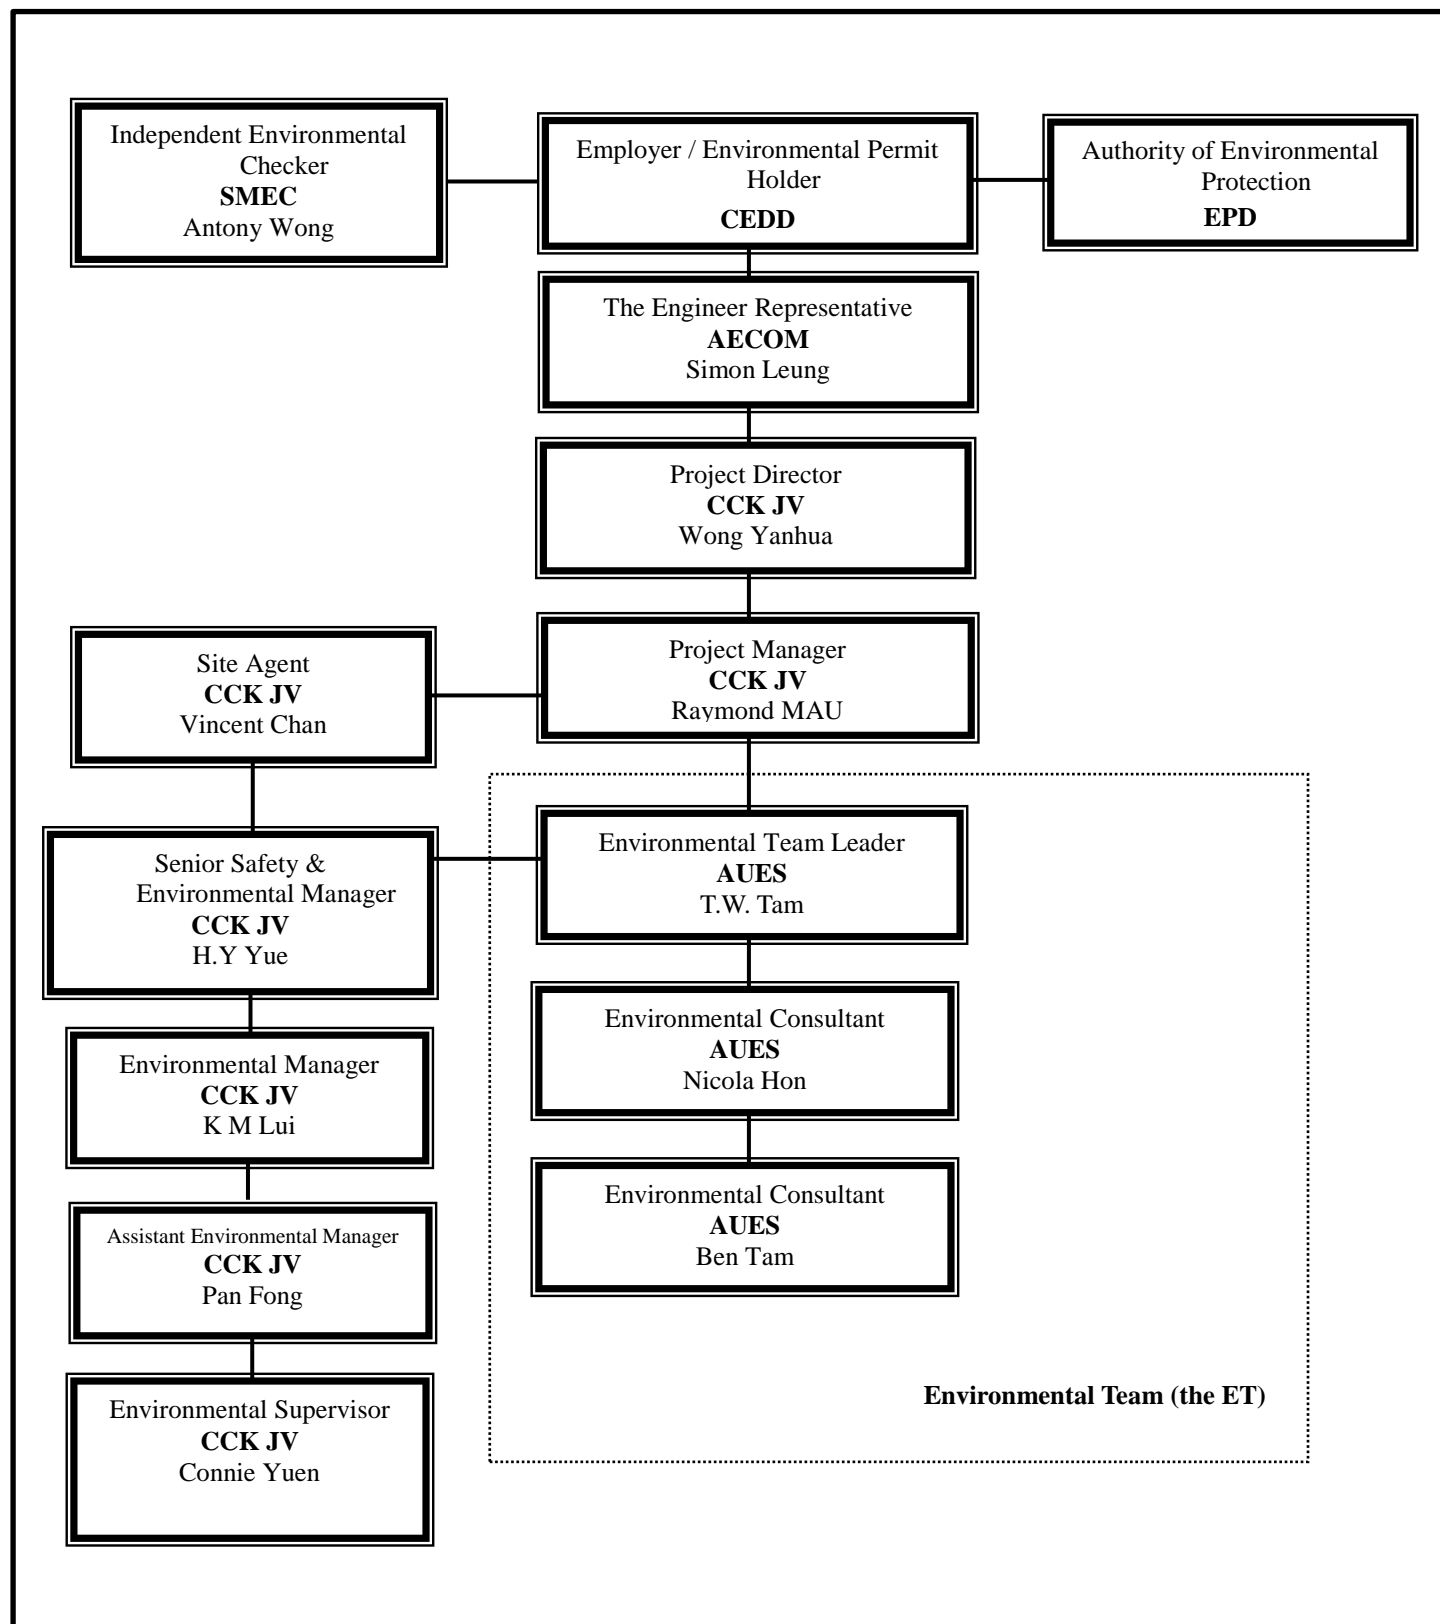 Independent Environmental
Checker
SMEC
Antony Wong
Employer / Environmental Permit
Holder
CEDD
Authority of Environmental
Protection
EPD
The Engineer Representative
AECOM
Simon Leung
Project Director
CCK JV
Wong Yanhua
Site Agent
CCK JV
Vincent Chan
Project Manager
CCK JV
Raymond MAU
Senior Safety &
Environmental Manager
CCK JV
H.Y Yue
Environmental Team Leader
AUES
T.W. Tam
Environmental Manager
CCK JV
K M Lui
Environmental Consultant
AUES
Nicola Hon
Assistant Environmental Manager
CCK JV
Pan Fong
Environmental Consultant
AUES
Ben Tam
Environmental Supervisor
CCK JV
Connie Yuen
Environmental Team (the ET)